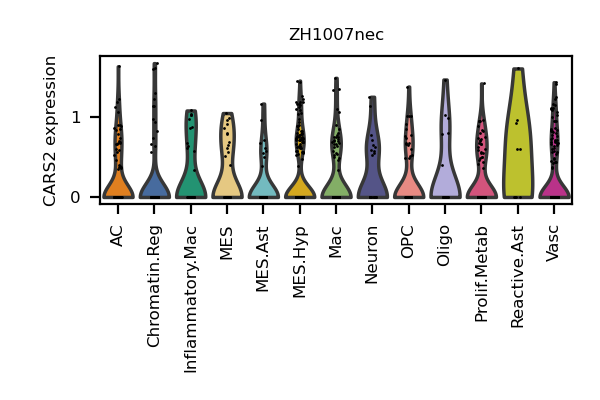 ZH1007nec
CARS2 expression
1
0
AC
Chromatin.Reg
Inflammatory.Mac
MES
MES.Ast
MES.Hyp
Mac
Neuron
OPC
Oligo
Prolif.Metab
Reactive.Ast
Vasc